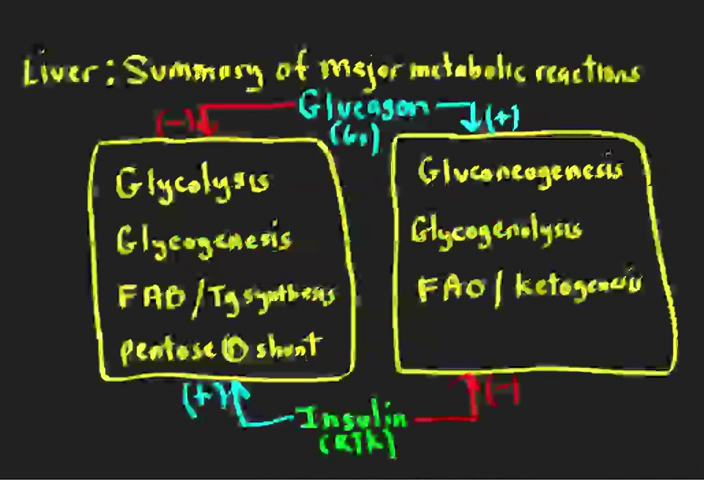 Liver: Summary of major metabolic reactions
(-) Glucagon (+)
(Gs)
Glycolysis
Glycogenesis
FAB/Tg synthesis
pentose P shunt
Gluconeogenesis
Glycogenolysis
FAO/ketogenesis
(+) Insulin (-)
(RTK)